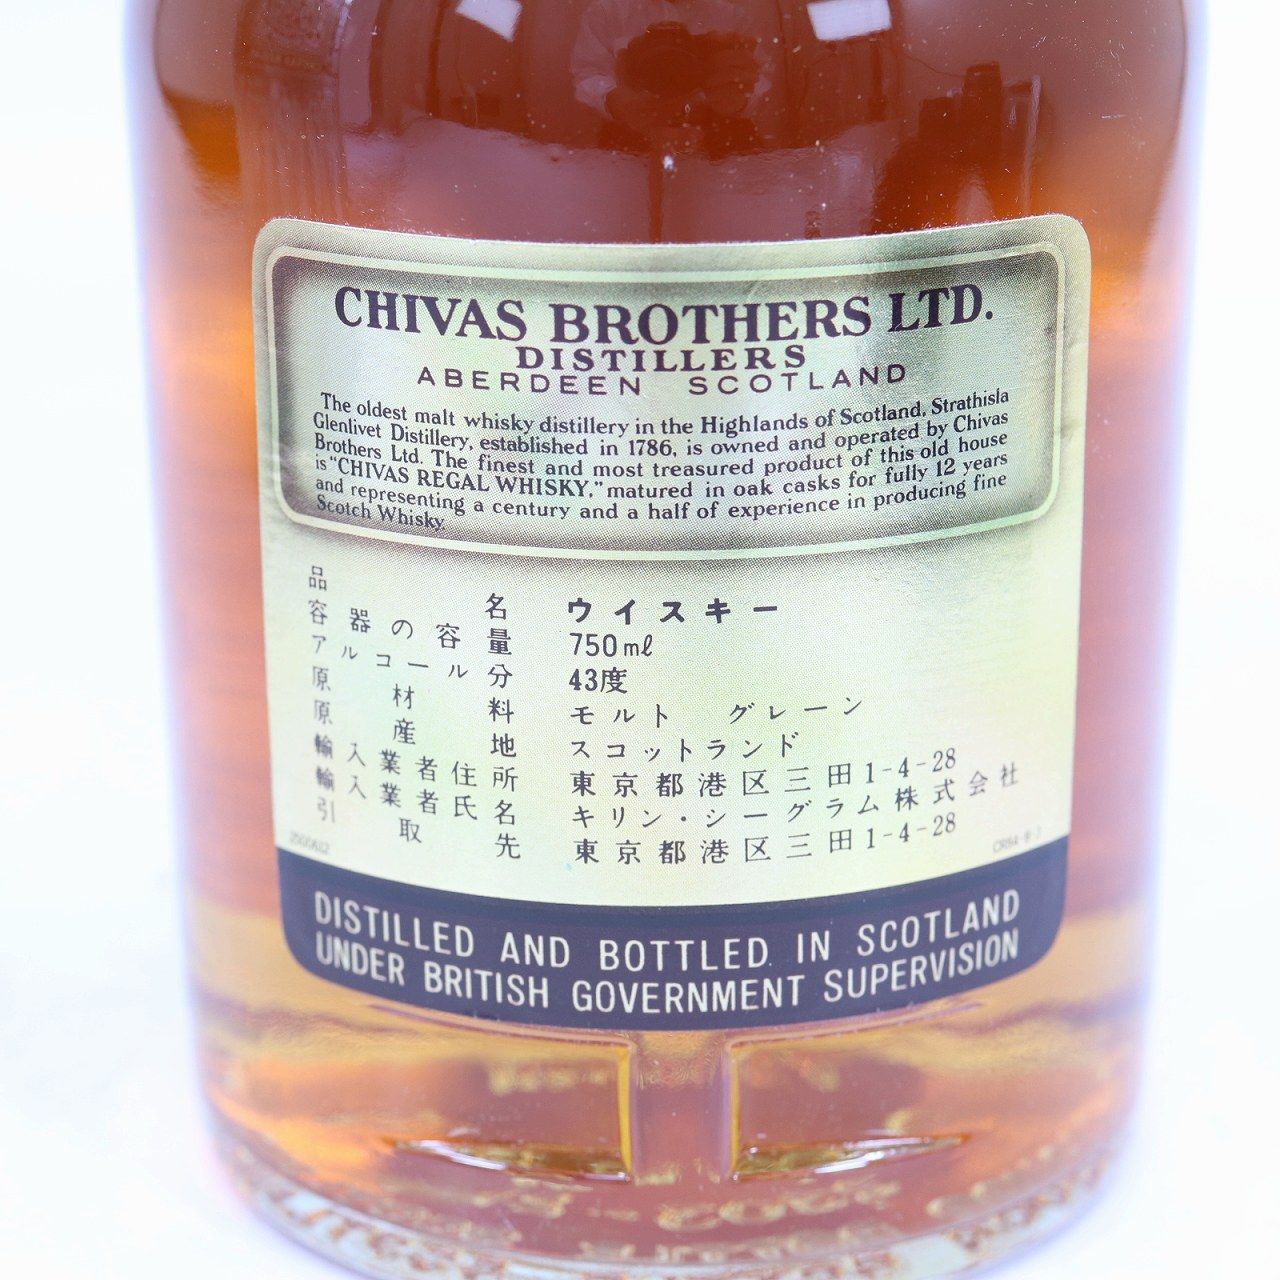 CHIVAS BROTHERS LTD.
DISTILLERS
ABERDEEN SCOTLAND
The oldest malt whisky distillery in the Highlands of Scotland, Strathisla
Glenlivet Distillery, established in 1786, is owned and operated by Chivas
Brothers Ltd. The finest and most treasured product of this old house
is "CHIVAS REGAL WHISKY," matured in oak casks for fully 12 years
and representing a century and a half of experience in producing fine
Scotch Whisky.
品名 ウイスキー
容器の容量 750mℓ
アルコール分 43度
原材料 モルト グレーン
原産地 スコットランド
輸入業者住所 東京都港区三田1-4-28
輸入業者氏名 キリン・シーグラム株式会社
引取先 東京都港区三田1-4-28
DISTILLED AND BOTTLED IN SCOTLAND
UNDER BRITISH GOVERNMENT SUPERVISION